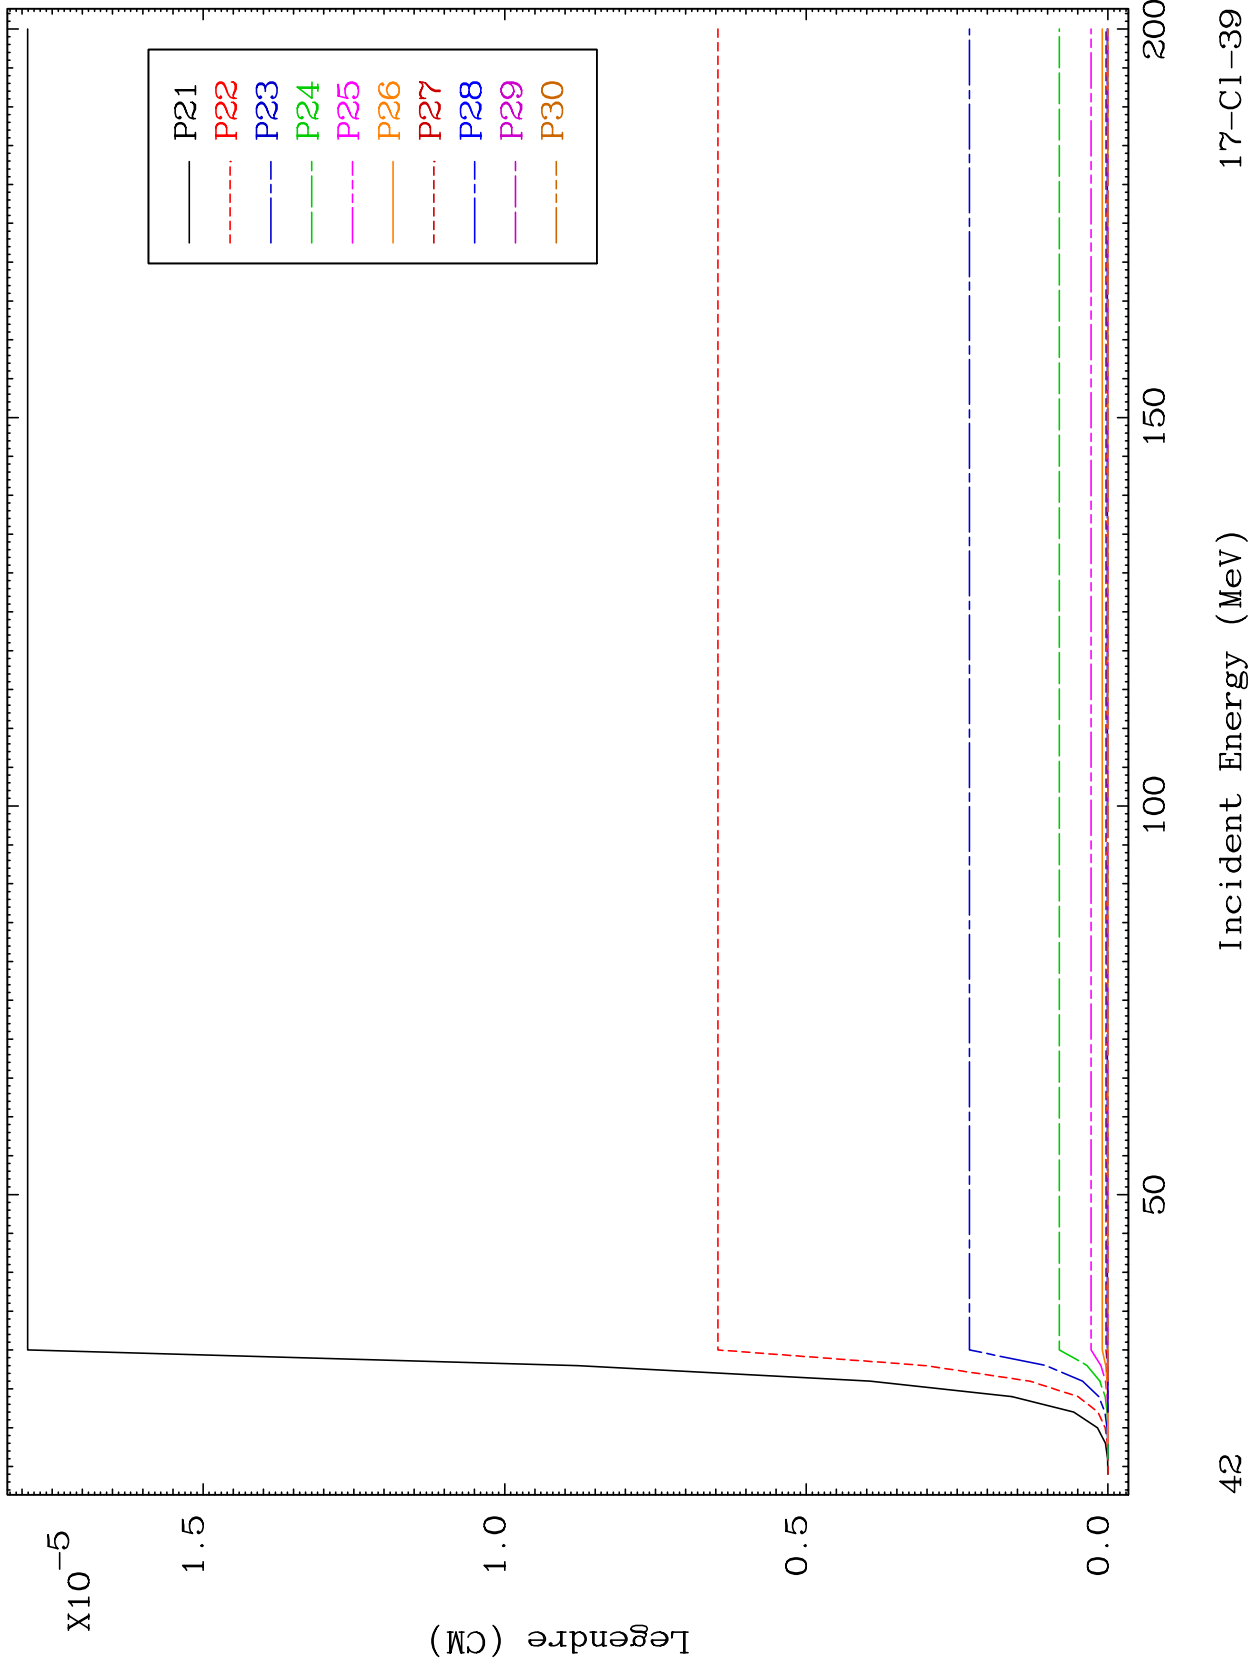 X10-5
1.5
1.0
0.5
0.0
Legendre (CM)
P21
P22
P23
P24
P25
P26
P27
P28
P29
P30
50
100
150
200
Incident Energy (MeV)
42
17-Cl-39